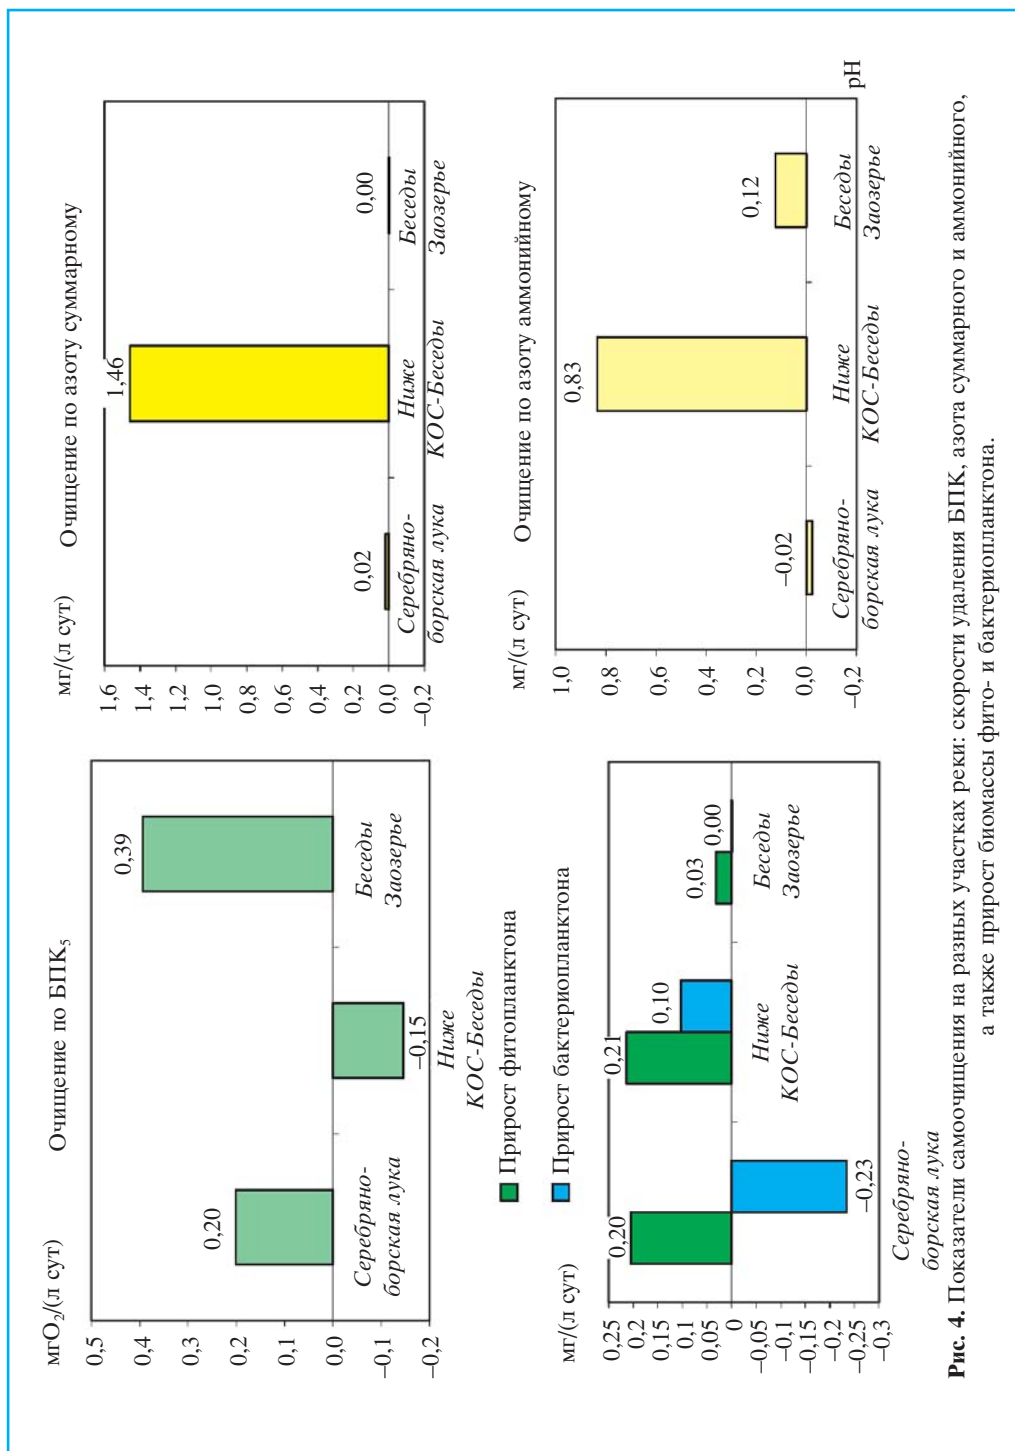 мгО₂/(л сут)
Очищение по БПК₅
0,5
0,4
0,3
0,2
0,1
0,0
–0,1
–0,2
0,20
–0,15
0,39
Серебряно-
борская лука
Ниже
КОС-Беседы
Беседы
Заозерье
мг/(л сут)
Очищение по азоту суммарному
1,6
1,4
1,2
1,0
0,8
0,6
0,4
0,2
0,0
–0,2
0,02
1,46
0,00
Серебряно-
борская лука
Ниже
КОС-Беседы
Беседы
Заозерье
Прирост фитопланктона
Прирост бактериопланктона
мг/(л сут)
0,25
0,2
0,15
0,1
0,05
0
–0,05
–0,1
–0,15
–0,2
–0,25
–0,3
0,20
–0,23
0,21
0,10
0,03
0,00
Серебряно-
борская лука
Ниже
КОС-Беседы
Беседы
Заозерье
мг/(л сут)
Очищение по азоту аммонийному
1,0
0,8
0,6
0,4
0,2
0,0
–0,2
–0,02
0,83
0,12
Серебряно-
борская лука
Ниже
КОС-Беседы
Беседы
Заозерье
pH
Рис. 4. Показатели самоочищения на разных участках реки: скорости удаления БПК, азота суммарного и аммонийного,
а также прирост биомассы фито- и бактериопланктона.